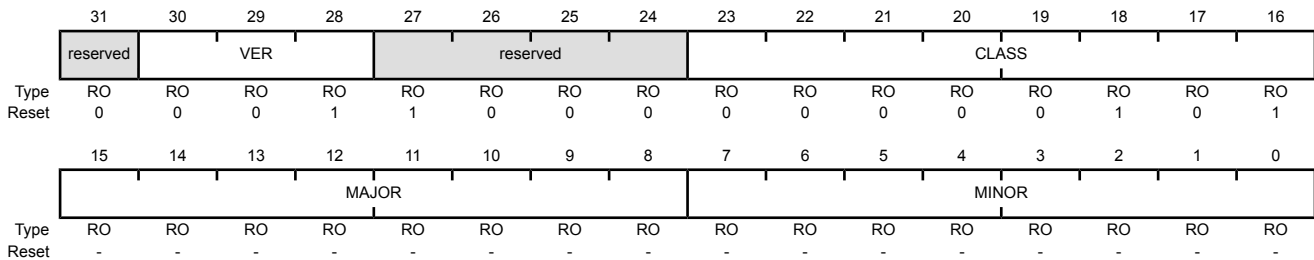 31 30 29 28 27 26 25 24 23 22 21 20 19 18 17 16
reserved VER reserved CLASS
Type RO RO RO RO RO RO RO RO RO RO RO RO RO RO RO RO
Reset 0 0 0 1 1 0 0 0 0 0 0 0 0 1 0 1
15 14 13 12 11 10 9 8 7 6 5 4 3 2 1 0
MAJOR MINOR
Type RO RO RO RO RO RO RO RO RO RO RO RO RO RO RO RO
Reset - - - - - - - - - - - - - - - -